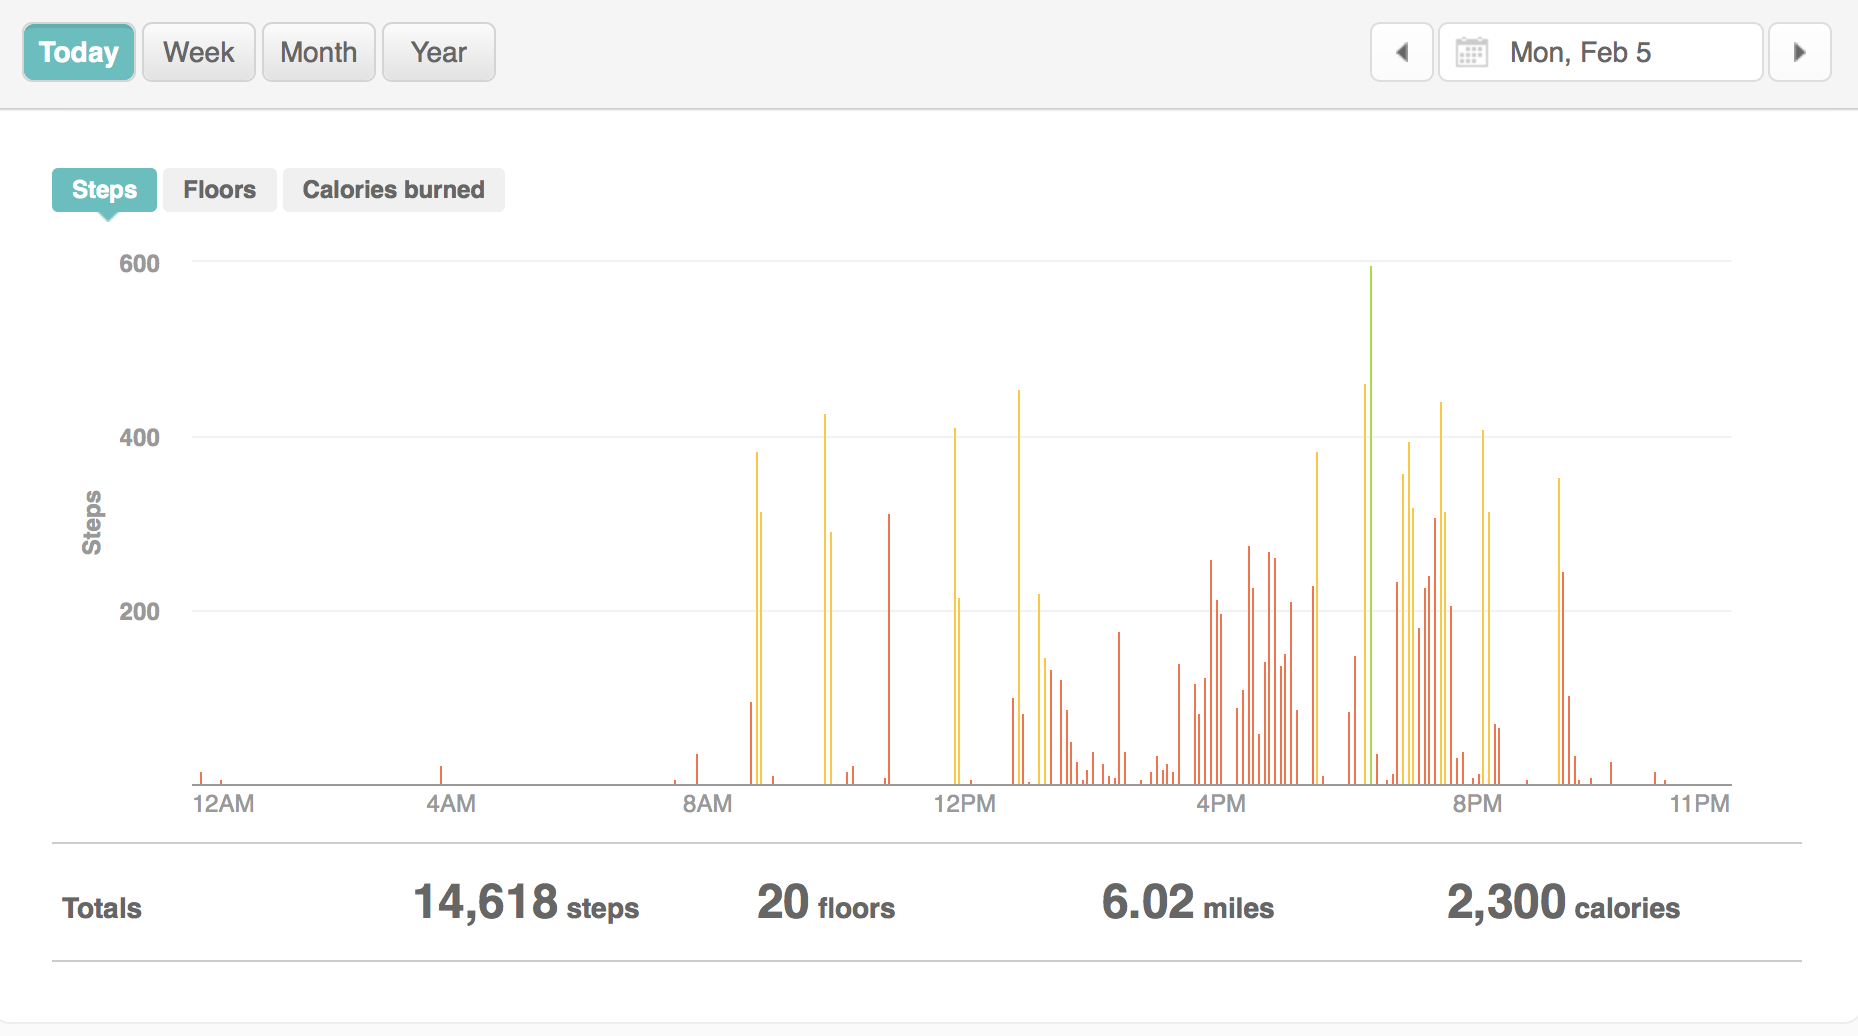 Today Week Month Year Mon, Feb 5
Steps Floors Calories burned
600
400
200
Steps
12AM 4AM 8AM 12PM 4PM 8PM 11PM
Totals 14,618 steps 20 floors 6.02 miles 2,300 calories